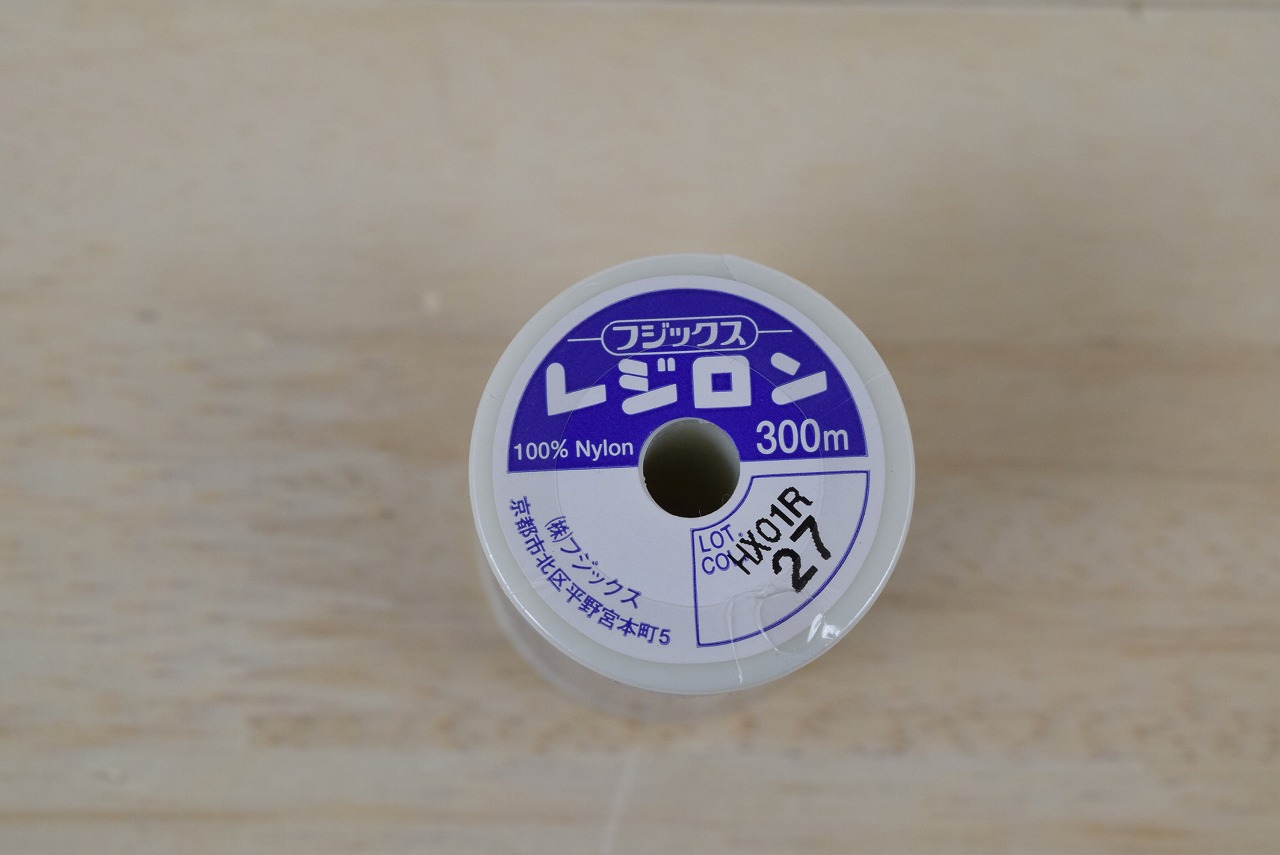 フジックス
レジロン
100% Nylon
300m
LOT.
HX01R
COL.
27
(株)フジックス
京都市北区平野宮本町5